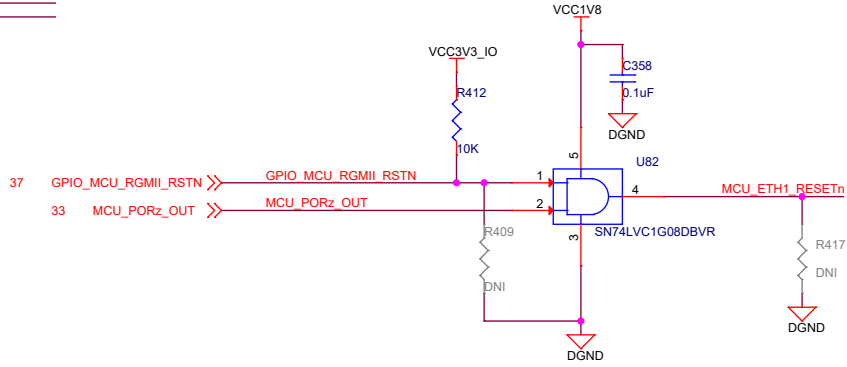 VCC1V8
VCC3V3_IO
C358
R412
0.1uF
DGND
10K
5
U82
37 GPIO_MCU_RGMII_RSTN GPIO_MCU_RGMII_RSTN 1
4 MCU_ETH1_RESETn
33 MCU_PORz_OUT MCU_PORz_OUT 2
3
R409 SN74LVC1G08DBVR
R417
DNI
DNI
DGND
DGND